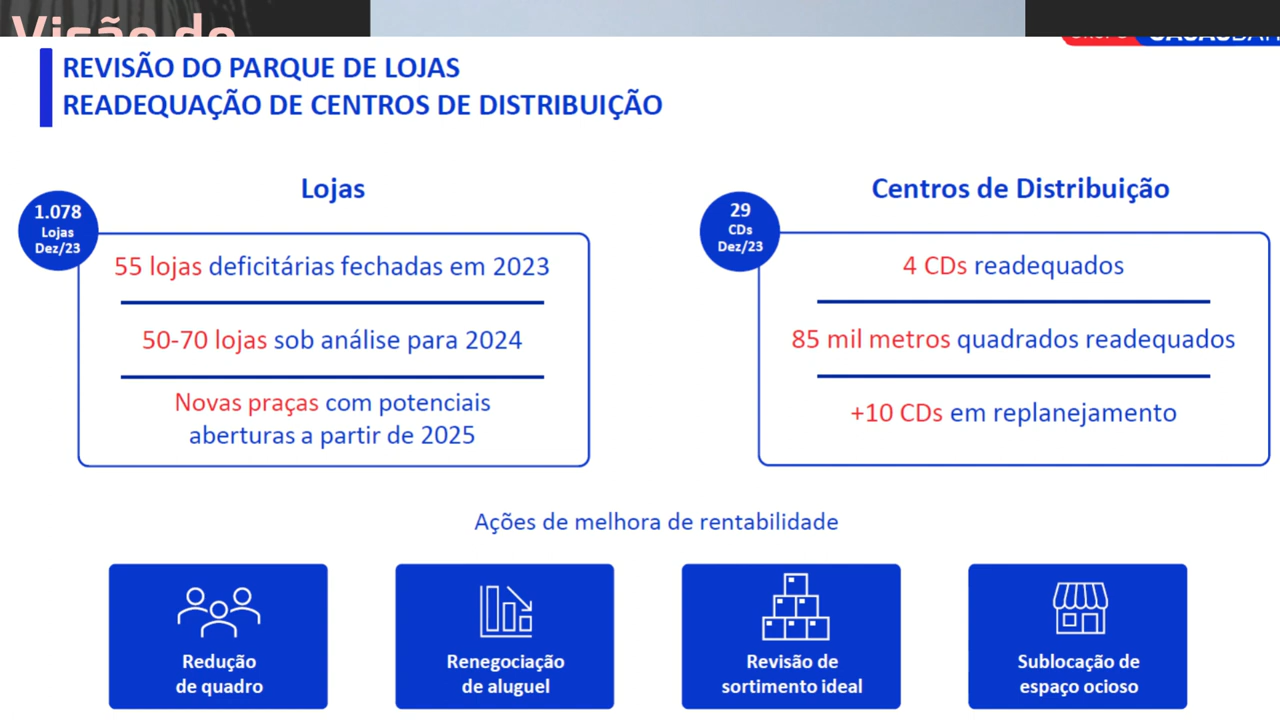 Visão de
REVISÃO DO PARQUE DE LOJAS
READEQUAÇÃO DE CENTROS DE DISTRIBUIÇÃO
Lojas
1.078
Lojas
Dez/23
55 lojas deficitárias fechadas em 2023
50-70 lojas sob análise para 2024
Novas praças com potenciais
aberturas a partir de 2025
Centros de Distribuição
29
CDs
Dez/23
4 CDs readequados
85 mil metros quadrados readequados
+10 CDs em replanejamento
Ações de melhora de rentabilidade
Redução
de quadro
Renegociação
de aluguel
Revisão de
sortimento ideal
Sublocação de
espaço ocioso